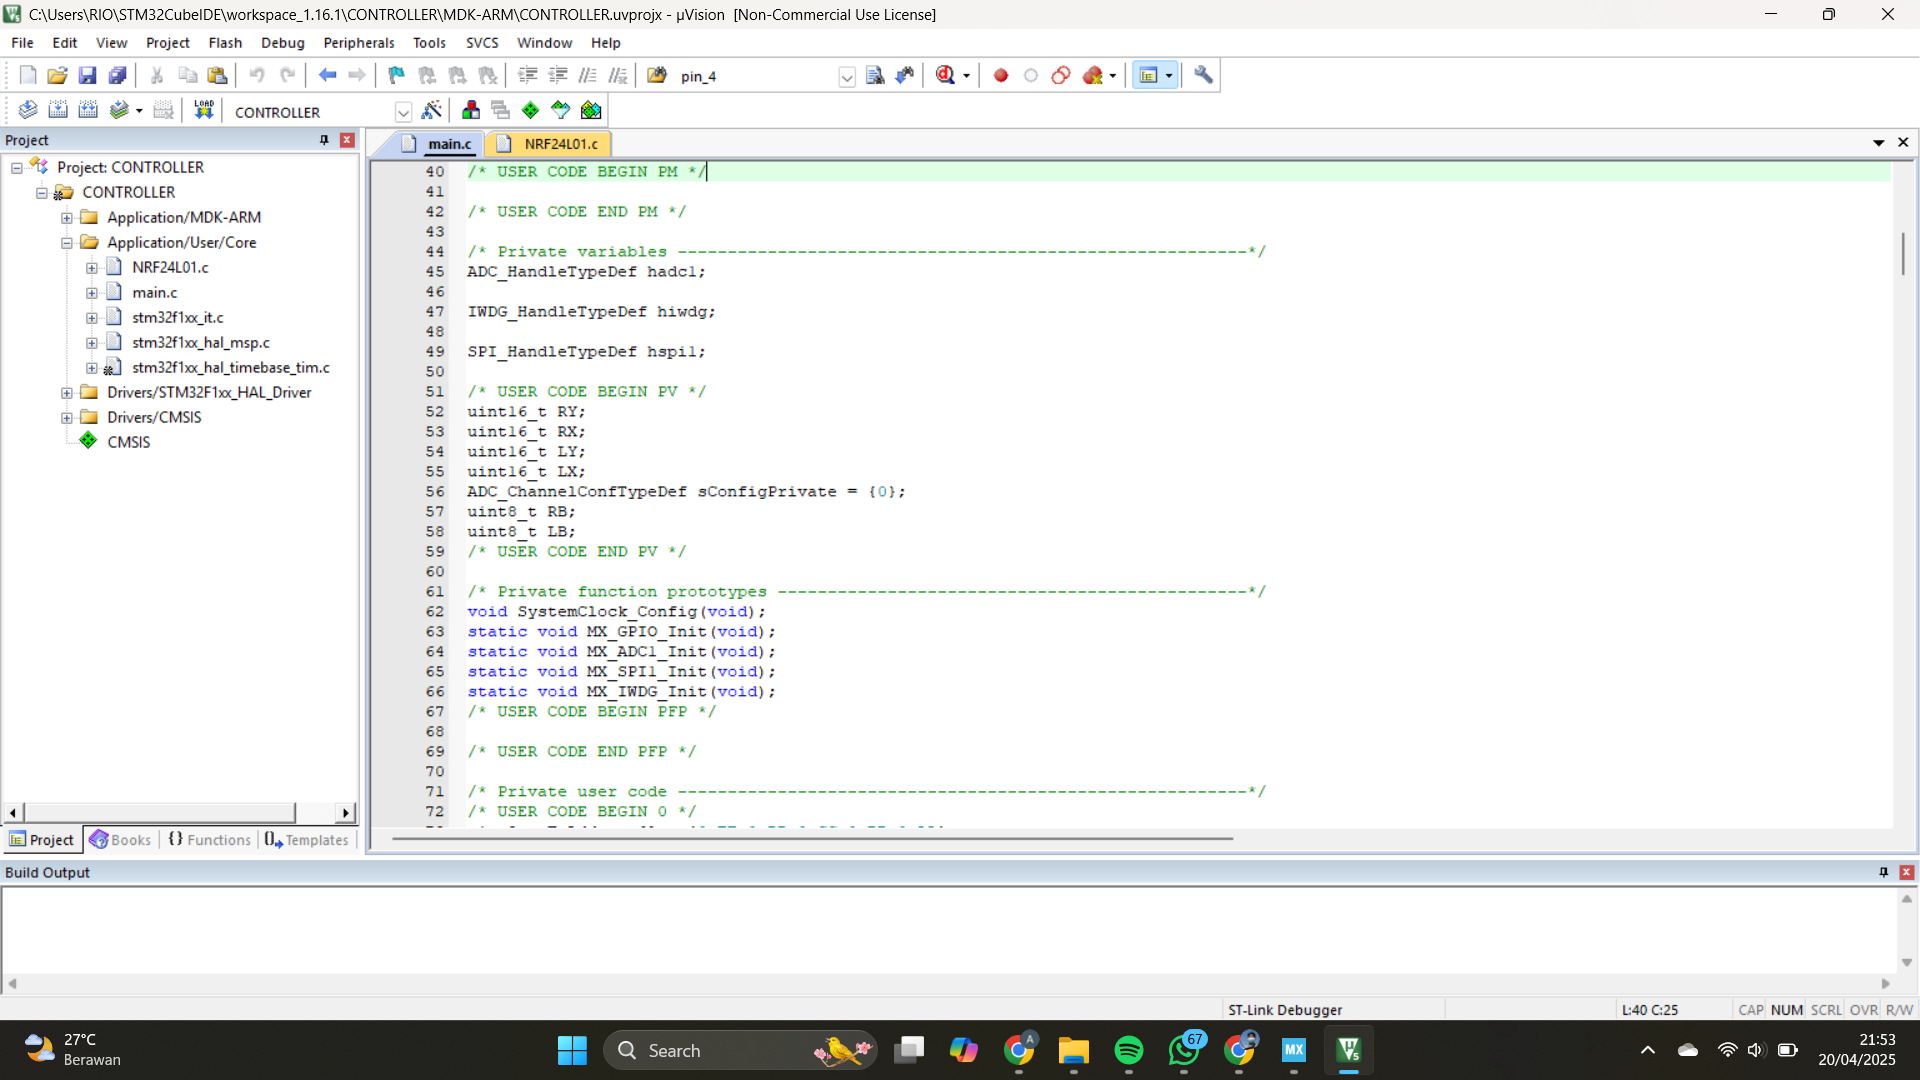 C:\Users\RIO\STM32CubeIDE\workspace_1.16.1\CONTROLLER\MDK-ARM\CONTROLLER.uvprojx - µVision  [Non-Commercial Use License]
File Edit View Project Flash Debug Peripherals Tools SVCS Window Help
pin_4
LOAD
CONTROLLER
Project
Project: CONTROLLER
CONTROLLER
Application/MDK-ARM
Application/User/Core
NRF24L01.c
main.c
stm32f1xx_it.c
stm32f1xx_hal_msp.c
stm32f1xx_hal_timebase_tim.c
Drivers/STM32F1xx_HAL_Driver
Drivers/CMSIS
CMSIS
Project Books {} Functions Templates
main.c NRF24L01.c
40 /* USER CODE BEGIN PM */
41
42 /* USER CODE END PM */
43
44 /* Private variables ---------------------------------------------------------*/
45 ADC_HandleTypeDef hadc1;
46
47 IWDG_HandleTypeDef hiwdg;
48
49 SPI_HandleTypeDef hspi1;
50
51 /* USER CODE BEGIN PV */
52 uint16_t RY;
53 uint16_t RX;
54 uint16_t LY;
55 uint16_t LX;
56 ADC_ChannelConfTypeDef sConfigPrivate = {0};
57 uint8_t RB;
58 uint8_t LB;
59 /* USER CODE END PV */
60
61 /* Private function prototypes -----------------------------------------------*/
62 void SystemClock_Config(void);
63 static void MX_GPIO_Init(void);
64 static void MX_ADC1_Init(void);
65 static void MX_SPI1_Init(void);
66 static void MX_IWDG_Init(void);
67 /* USER CODE BEGIN PFP */
68
69 /* USER CODE END PFP */
70
71 /* Private user code ---------------------------------------------------------*/
72 /* USER CODE BEGIN 0 */
Build Output
ST-Link Debugger L:40 C:25 CAP NUM SCRL OVR R/W
27°C
Berawan
Search
A
67
MX
21:53
20/04/2025